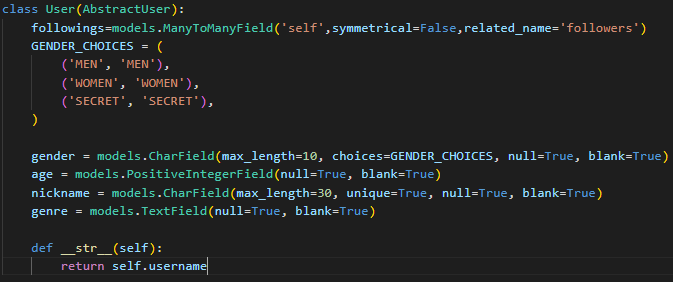 class User(AbstractUser):
    followings=models.ManyToManyField('self',symmetrical=False,related_name='followers')
    GENDER_CHOICES = (
        ('MEN', 'MEN'),
        ('WOMEN', 'WOMEN'),
        ('SECRET', 'SECRET'),
    )
    gender = models.CharField(max_length=10, choices=GENDER_CHOICES, null=True, blank=True)
    age = models.PositiveIntegerField(null=True, blank=True)
    nickname = models.CharField(max_length=30, unique=True, null=True, blank=True)
    genre = models.TextField(null=True, blank=True)
    def __str__(self):
        return self.username